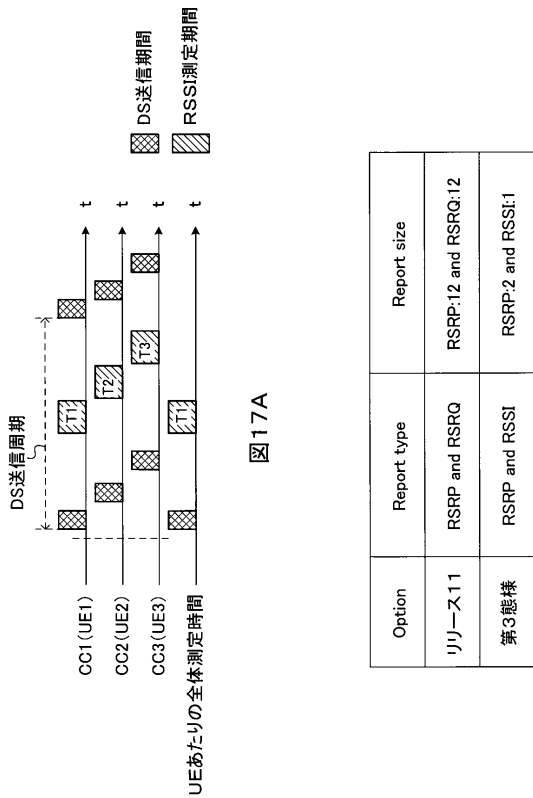 DS送信周期
CC1(UE1)
T1
t
CC2(UE2)
T2
t
CC3(UE3)
T3
t
UEあたりの全体測定時間
T1
t
DS送信期間
RSSI測定期間
図17A
Option
Report type
Report size
リリース11
RSRP and RSRQ
RSRP:12 and RSRQ:12
第3態様
RSRP and RSSI
RSRP:2 and RSSI:1